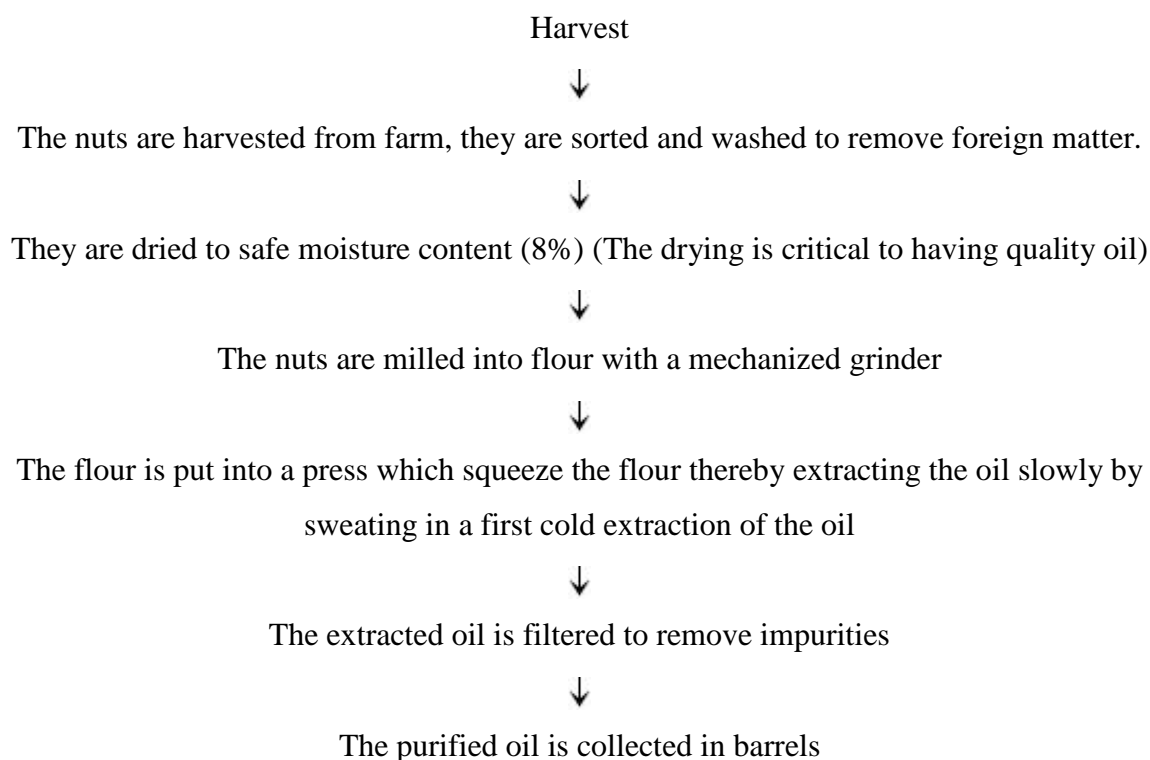 Harvest
↓
The nuts are harvested from farm, they are sorted and washed to remove foreign matter.
↓
They are dried to safe moisture content (8%) (The drying is critical to having quality oil)
↓
The nuts are milled into flour with a mechanized grinder
↓
The flour is put into a press which squeeze the flour thereby extracting the oil slowly by
sweating in a first cold extraction of the oil
↓
The extracted oil is filtered to remove impurities
↓
The purified oil is collected in barrels